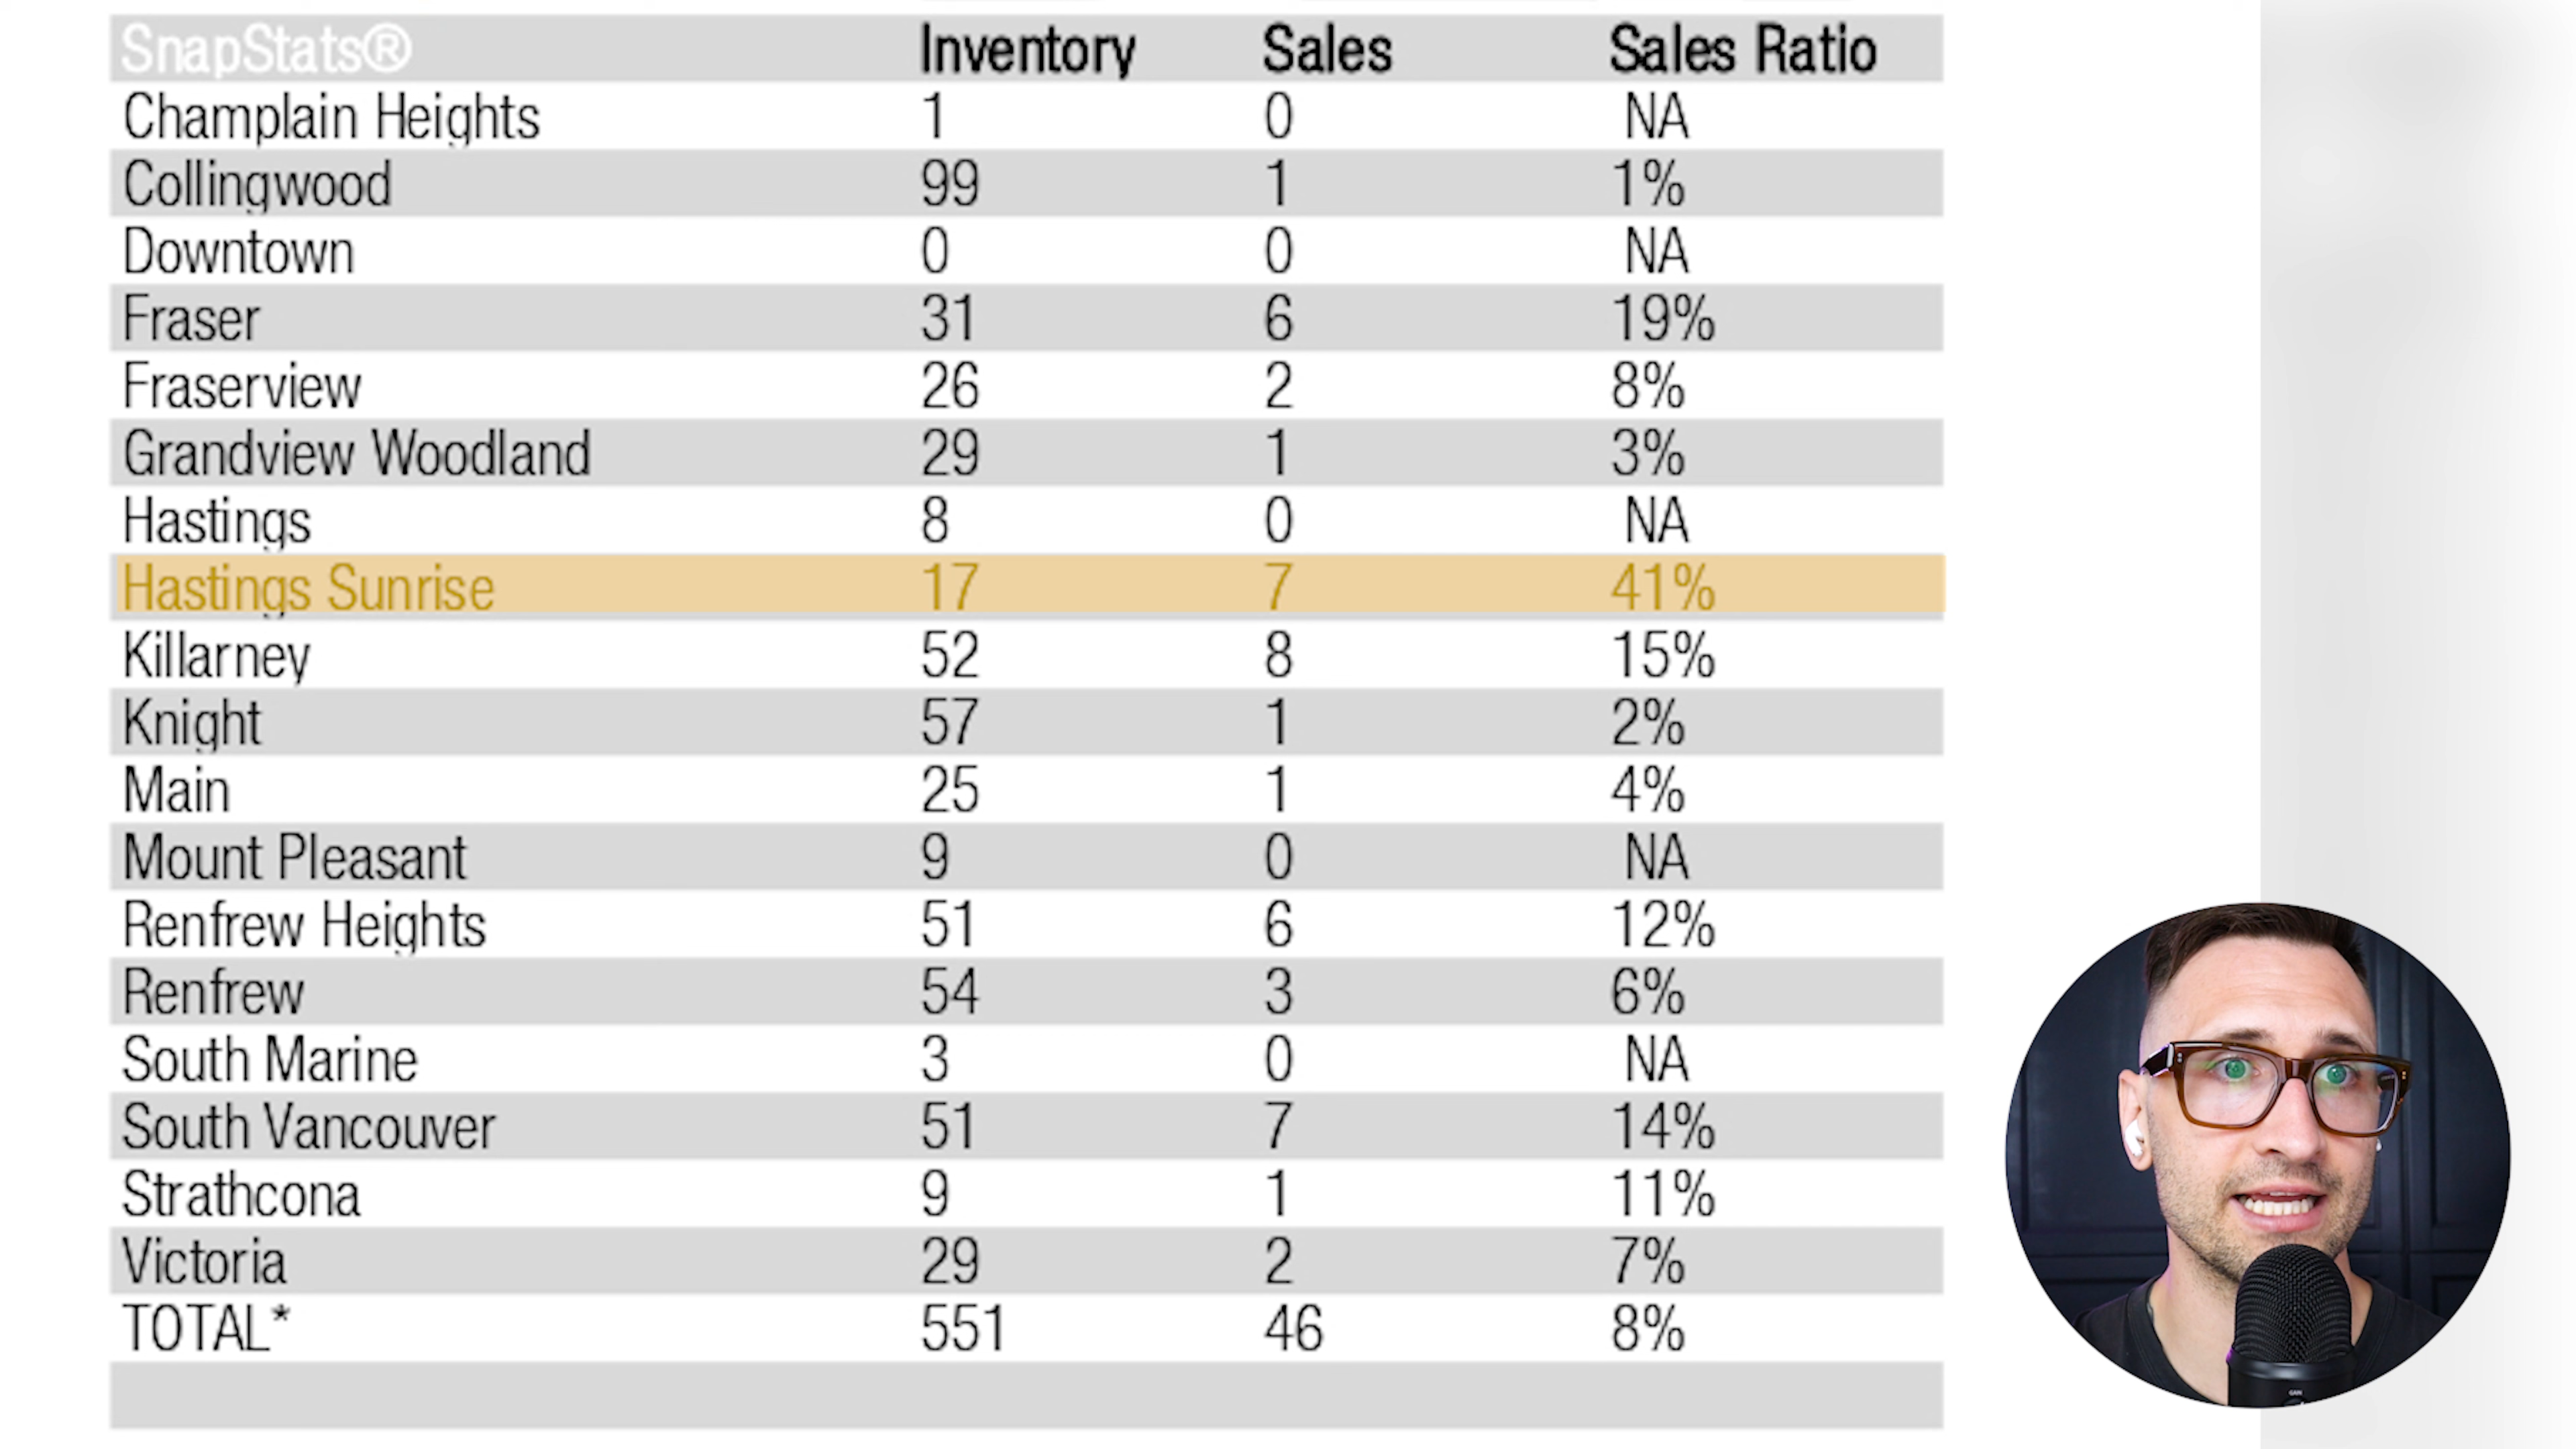 SnapStats® Inventory Sales Sales Ratio
Champlain Heights 1 0 NA
Collingwood 99 1 1%
Downtown 0 0 NA
Fraser 31 6 19%
Fraserview 26 2 8%
Grandview Woodland 29 1 3%
Hastings 8 0 NA
Hastings Sunrise 17 7 41%
Killarney 52 8 15%
Knight 57 1 2%
Main 25 1 4%
Mount Pleasant 9 0 NA
Renfrew Heights 51 6 12%
Renfrew 54 3 6%
South Marine 3 0 NA
South Vancouver 51 7 14%
Strathcona 9 1 11%
Victoria 29 2 7%
TOTAL* 551 46 8%
GAIN